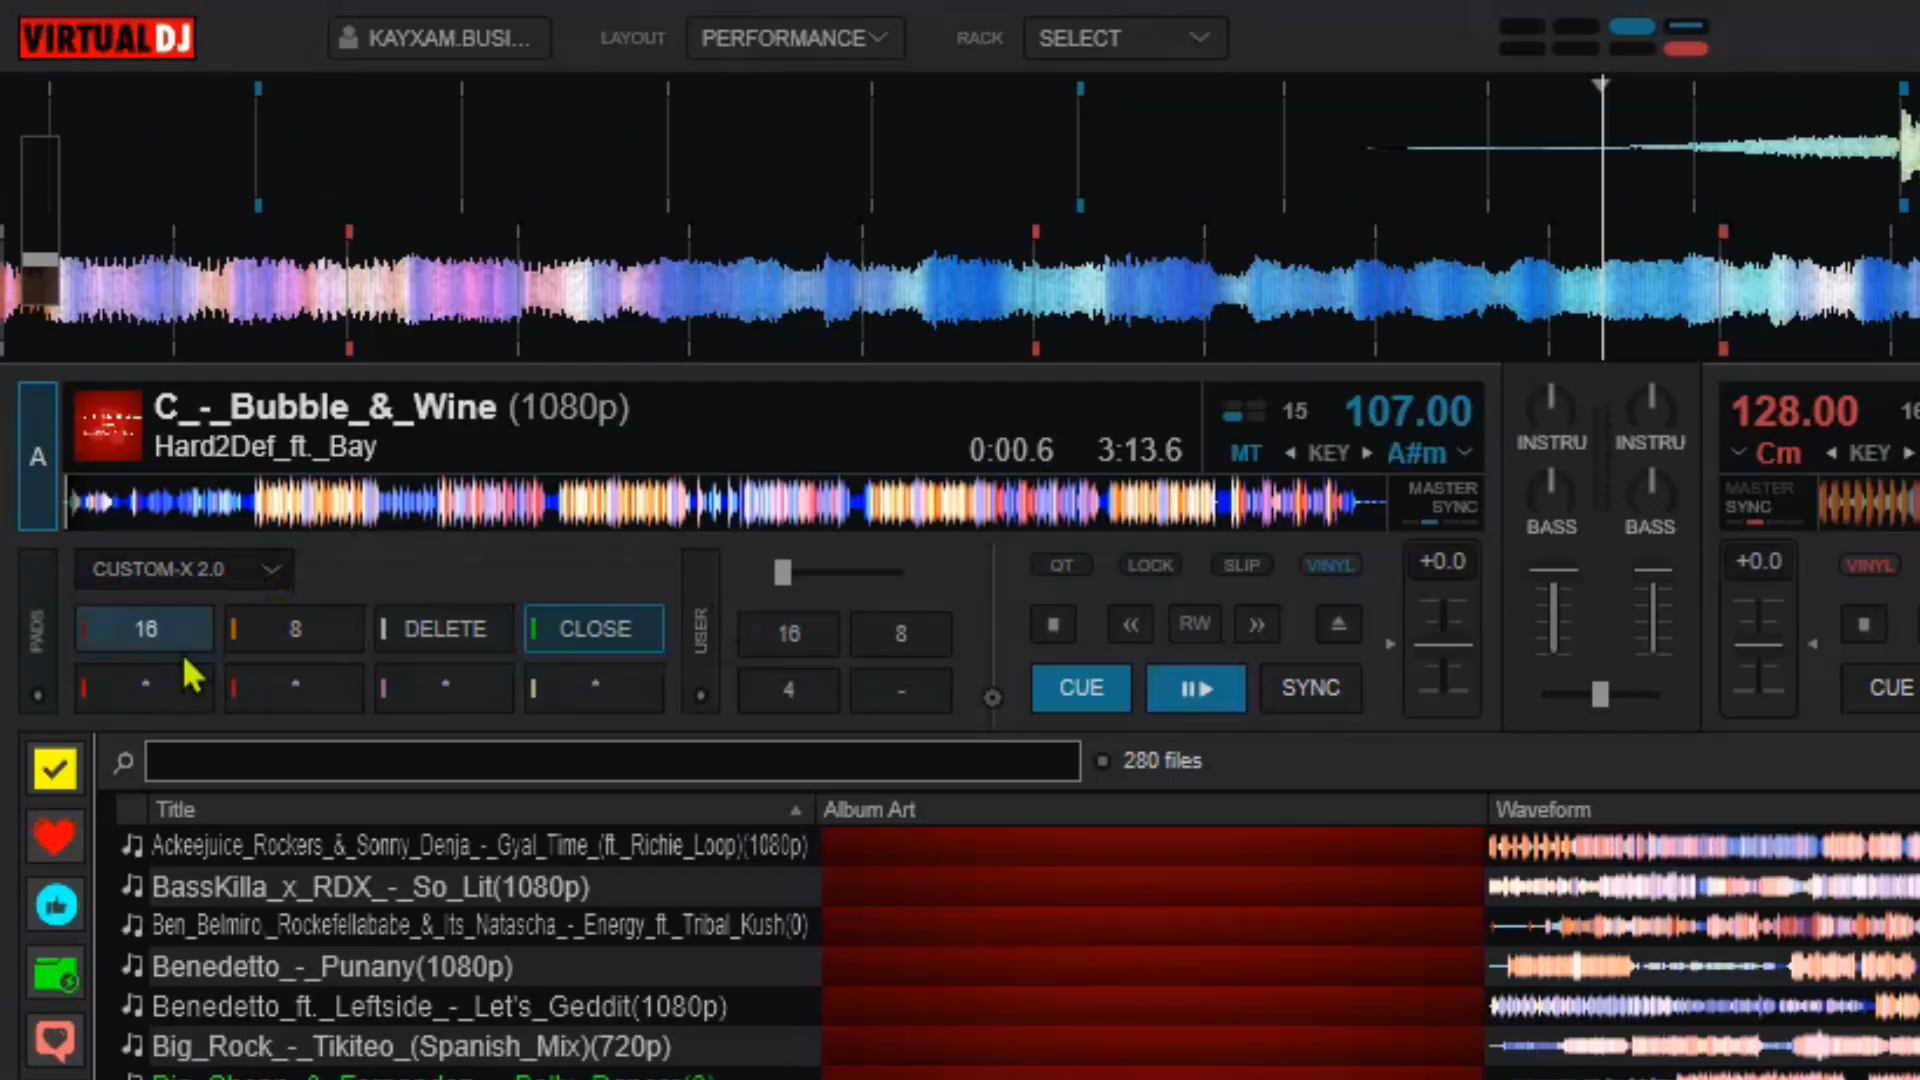 VIRTUAL DJ
KAYXAM.BUSI...
LAYOUT
PERFORMANCE
RACK
SELECT
A
C_-_Bubble_&_Wine (1080p)
Hard2Def_ft._Bay
0:00.6
3:13.6
15
107.00
MT
KEY
A#m
MASTER
SYNC
INSTRU
INSTRU
BASS
BASS
128.00
16
Cm
KEY
MASTER
SYNC
PADS
CUSTOM-X 2.0
16
8
DELETE
CLOSE
*
*
*
*
USER
16
8
4
-
QT
LOCK
SLIP
VINYL
RW
CUE
SYNC
+0.0
+0.0
VINYL
CUE
280 files
Title
Album Art
Waveform
Ackeejuice_Rockers_&_Sonny_Denja_-_Gyal_Time_(ft._Richie_Loop)(1080p)
BassKilla_x_RDX_-_So_Lit(1080p)
Ben_Belmiro,_Rockefellababe_&_Its_Natascha_-_Energy_ft._Tribal_Kush(0)
Benedetto_-_Punany(1080p)
Benedetto_ft._Leftside_-_Let's_Geddit(1080p)
Big_Rock_-_Tikiteo_(Spanish_Mix)(720p)